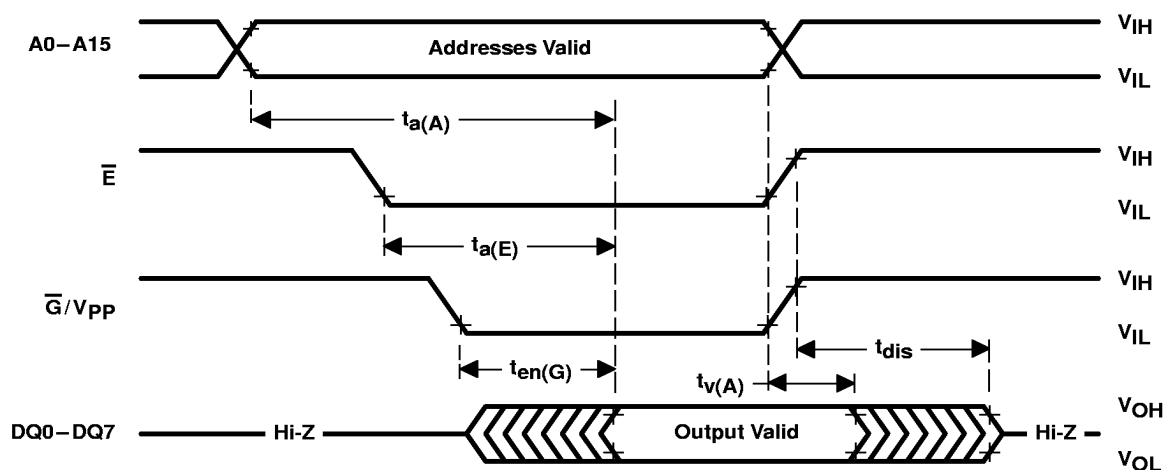 A0–A15
Addresses Valid
VIH
VIL
ta(A)
E̅
VIH
VIL
ta(E)
G̅/VPP
VIH
VIL
ten(G)
tdis
tv(A)
DQ0–DQ7
Hi-Z
Output Valid
Hi-Z
VOH
VOL